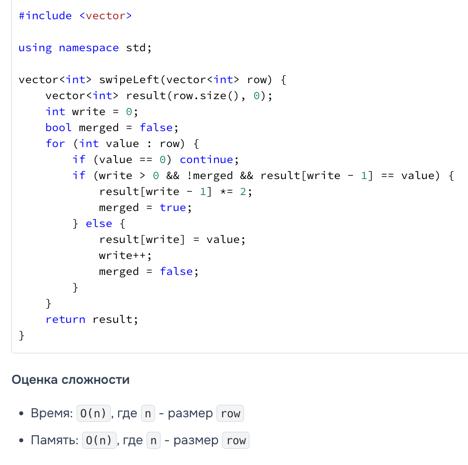 #include <vector>
using namespace std;
vector<int> swipeLeft(vector<int> row) {
    vector<int> result(row.size(), 0);
    int write = 0;
    bool merged = false;
    for (int value : row) {
        if (value == 0) continue;
        if (write > 0 && !merged && result[write - 1] == value) {
            result[write - 1] *= 2;
            merged = true;
        } else {
            result[write] = value;
            write++;
            merged = false;
        }
    }
    return result;
}
Оценка сложности
• Время: O(n), где n - размер row
• Память: O(n), где n - размер row